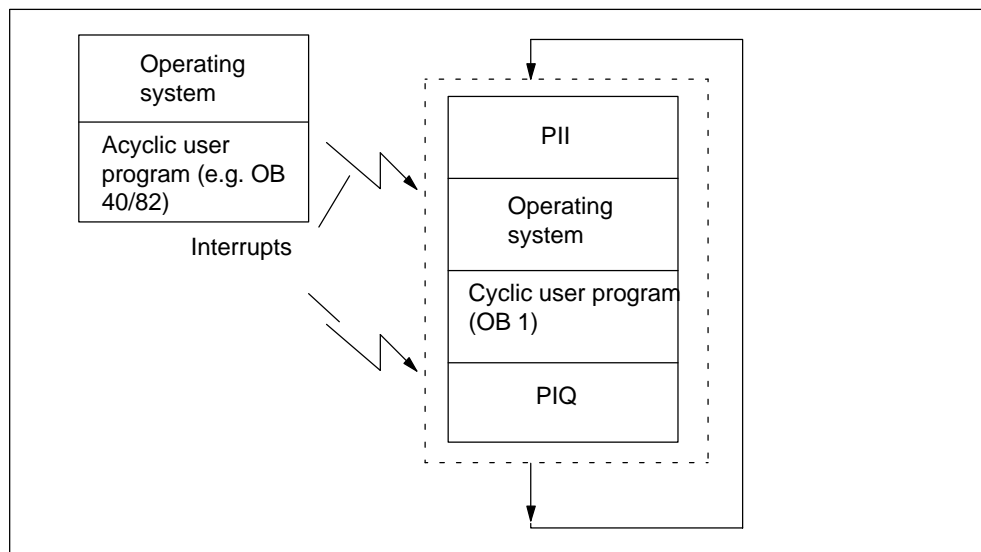 Operating
system
Acyclic user
program (e.g. OB
40/82)
Interrupts
PII
Operating
system
Cyclic user program
(OB 1)
PIQ